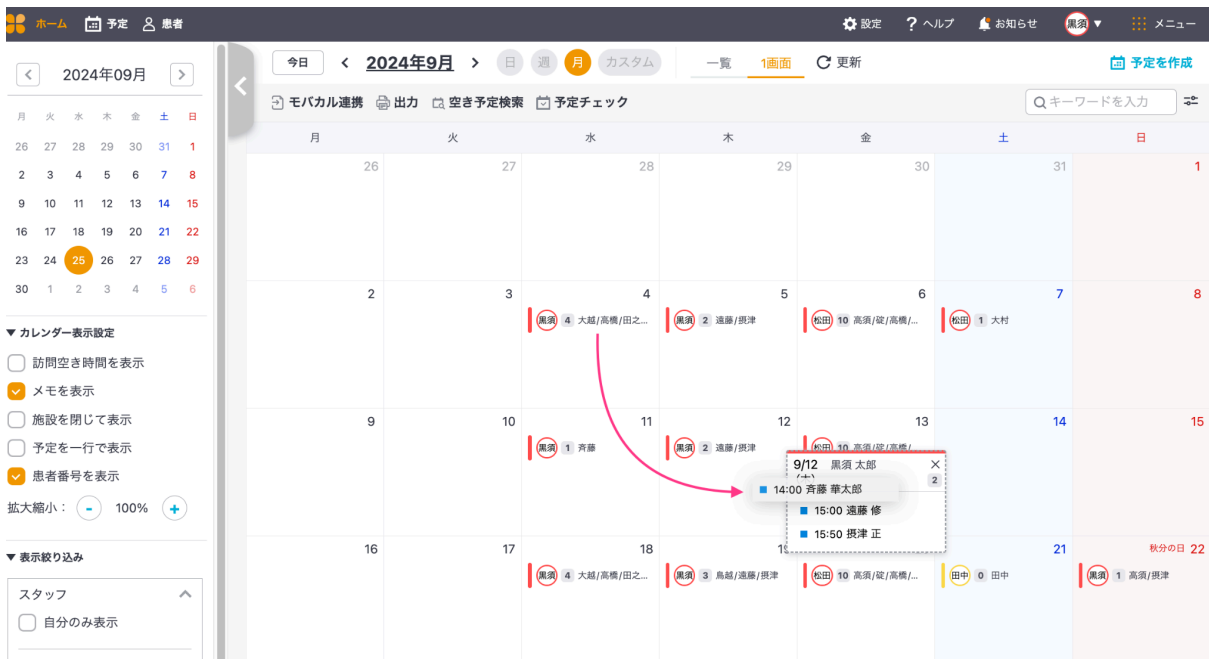 ホーム 予定 患者 設定 ? ヘルプ お知らせ 黒須 ▼ メニュー
< 2024年09月 >
月 火 水 木 金 土 日
26 27 28 29 30 31 1
2 3 4 5 6 7 8
9 10 11 12 13 14 15
16 17 18 19 20 21 22
23 24 25 26 27 28 29
30 1 2 3 4 5 6
▼ カレンダー表示設定
訪問空き時間を表示
メモを表示
施設を閉じて表示
予定を一行で表示
患者番号を表示
拡大縮小： - 100% +
▼ 表示絞り込み
スタッフ
自分のみ表示
今日 < 2024年9月 > 日 週 月 カスタム 一覧 1画面 更新 予定を作成
モバカル連携 出力 空き予定検索 予定チェック キーワードを入力
月 火 水 木 金 土 日
26 27 28 29 30 31 1
2 3 4 5 6 7 8
黒須 4 大越/高橋/田之... 黒須 2 遠藤/摂津 松田 10 高須/碇/高橋/... 松田 1 大村
9 10 11 12 13 14 15
黒須 1 斉藤 黒須 2 遠藤/摂津 松田 10 高須/碇/高橋/
9/12 黒須 太郎 ×
2
14:00 斉藤 華太郎
15:00 遠藤 修
15:50 摂津 正
16 17 18 19 21 秋分の日 22
黒須 4 大越/高橋/田之... 黒須 3 鳥越/遠藤/摂津 松田 10 高須/碇/高橋/... 田中 0 田中 黒須 1 高須/摂津